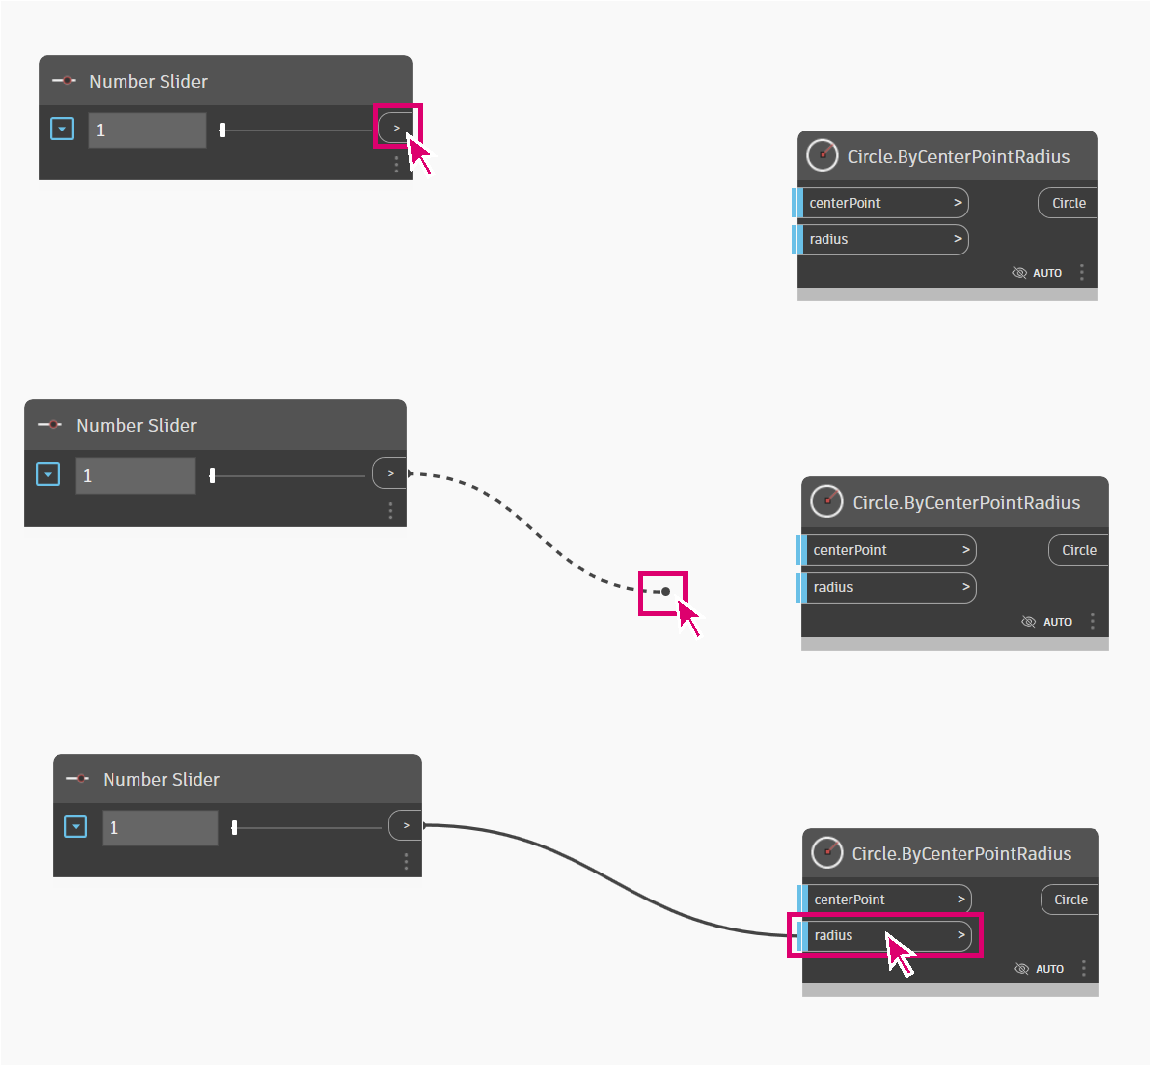 Number Slider
1
>
Circle.ByCenterPointRadius
centerPoint >
Circle
radius >
AUTO
Number Slider
1
>
Circle.ByCenterPointRadius
centerPoint >
Circle
radius >
AUTO
Number Slider
1
>
Circle.ByCenterPointRadius
centerPoint >
Circle
radius >
AUTO